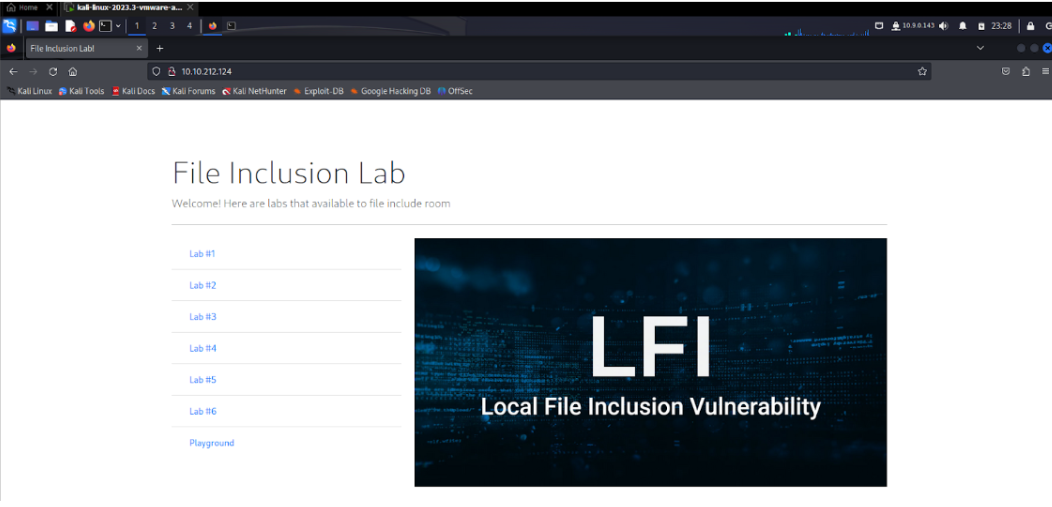 Home
kali-linux-2023.3-vmware-a...
1 2 3 4
10.9.0.143
23:28
File Inclusion Lab!
10.10.212.124
Kali Linux Kali Tools Kali Docs Kali Forums Kali NetHunter Exploit-DB Google Hacking DB OffSec
File Inclusion Lab
Welcome! Here are labs that available to file include room
Lab #1
Lab #2
Lab #3
Lab #4
Lab #5
Lab #6
Playground
LFI
Local File Inclusion Vulnerability